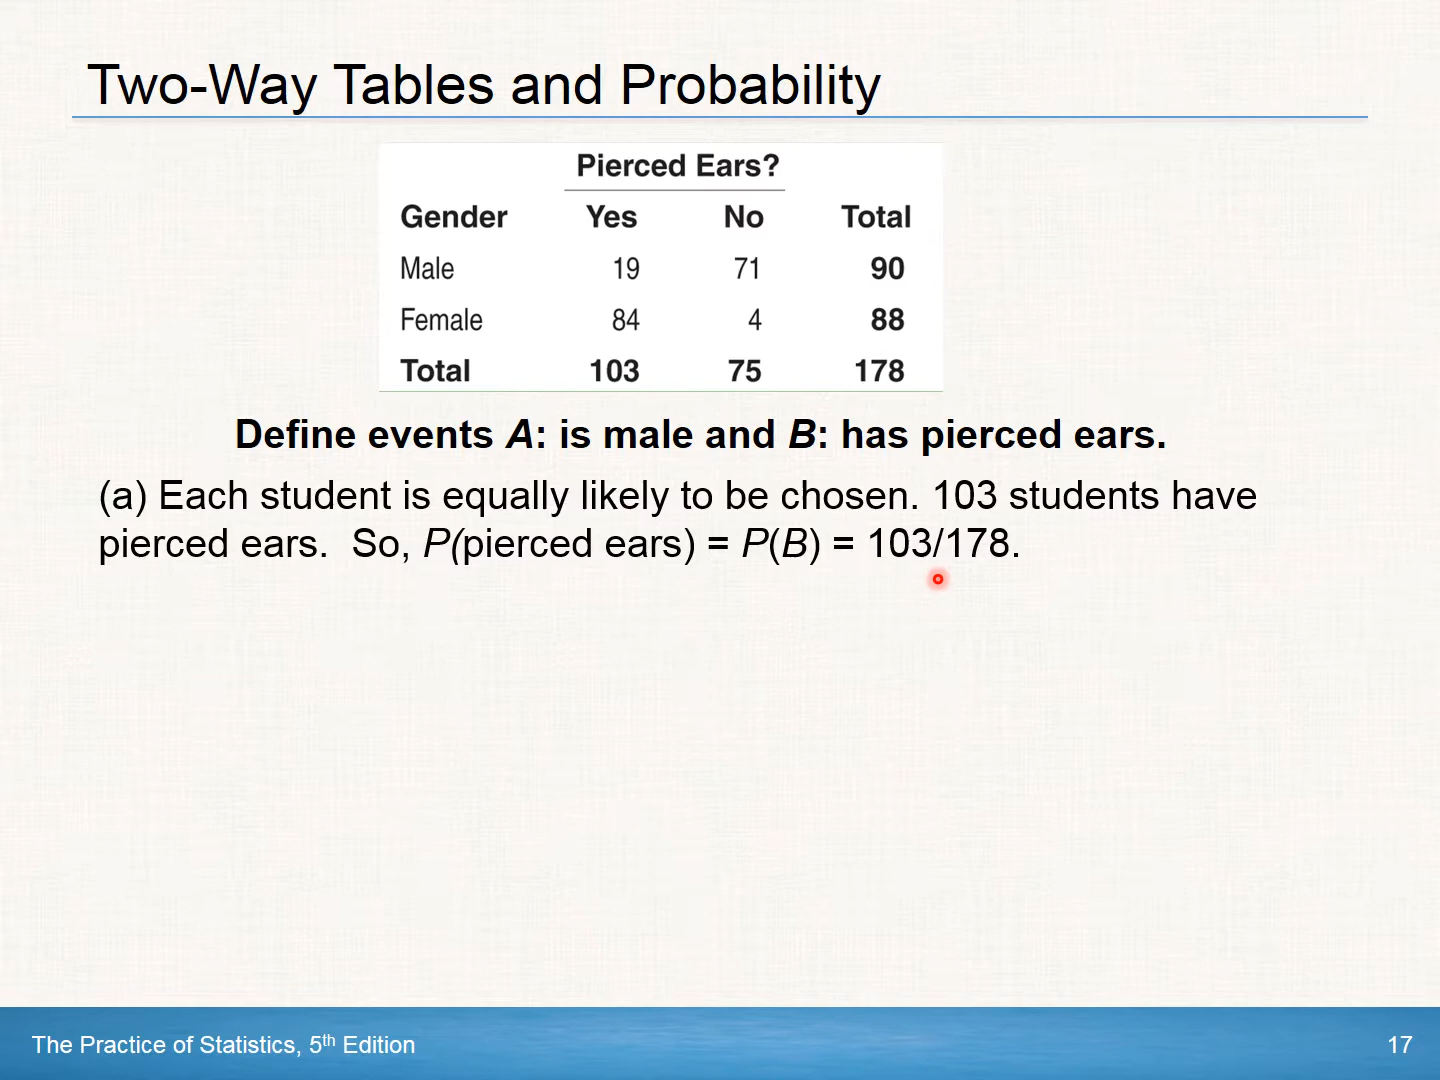 Two-Way Tables and Probability
Pierced Ears?
Gender Yes No Total
Male 19 71 90
Female 84 4 88
Total 103 75 178
Define events A: is male and B: has pierced ears.
(a) Each student is equally likely to be chosen. 103 students have
pierced ears. So, P(pierced ears) = P(B) = 103/178.
The Practice of Statistics, 5th Edition
17